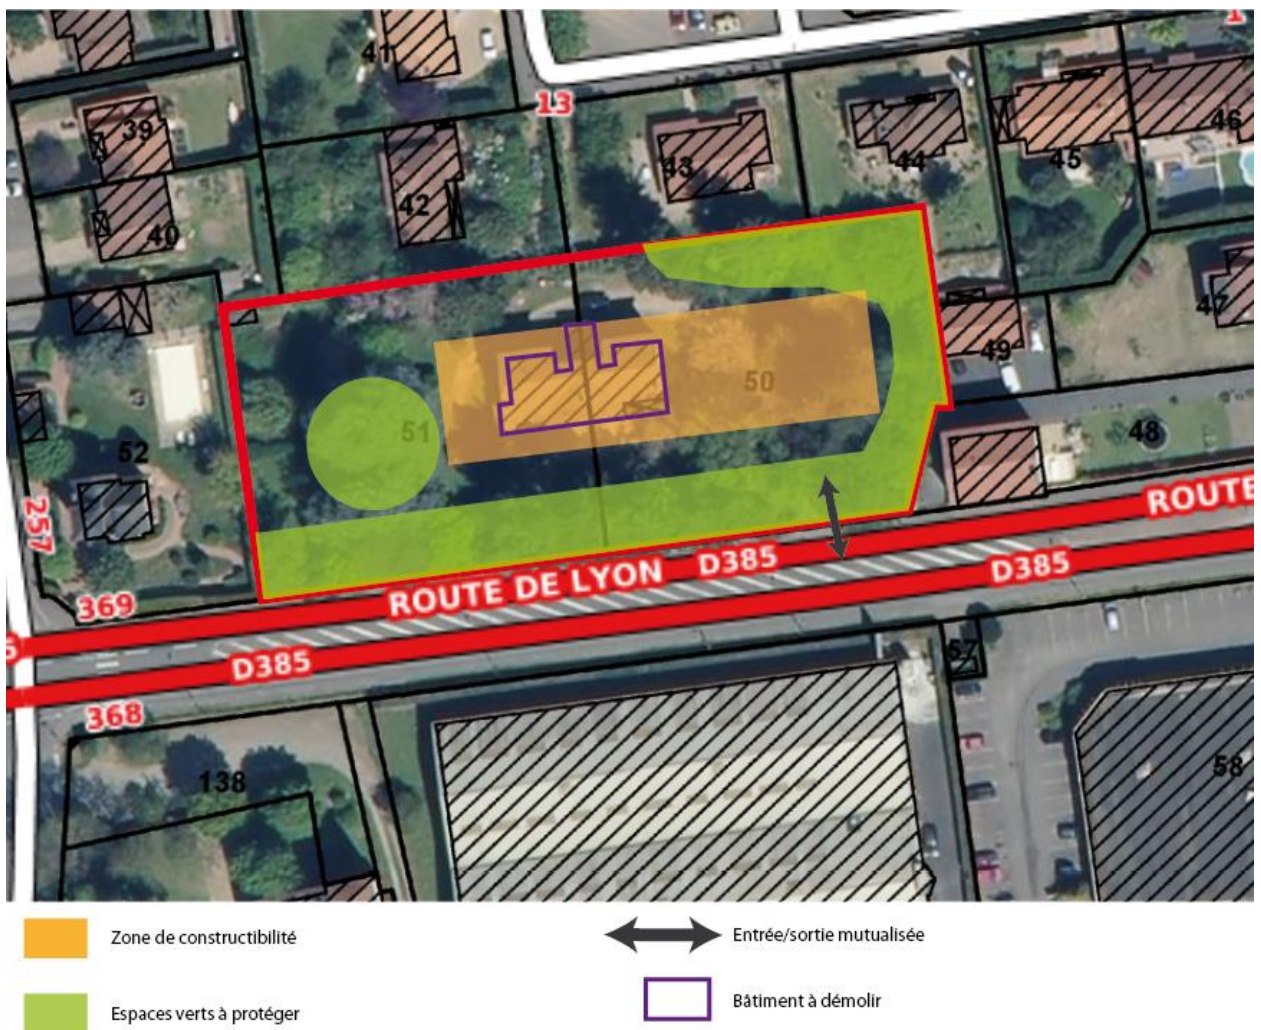 1
41
13
39
43
44
46
45
42
40
47
49
50
51
48
52
257
ROUTE
ROUTE DE LYON D385
D385
369
D385
57
368
58
138
Zone de constructibilité
Entrée/sortie mutualisée
Espaces verts à protéger
Bâtiment à démolir